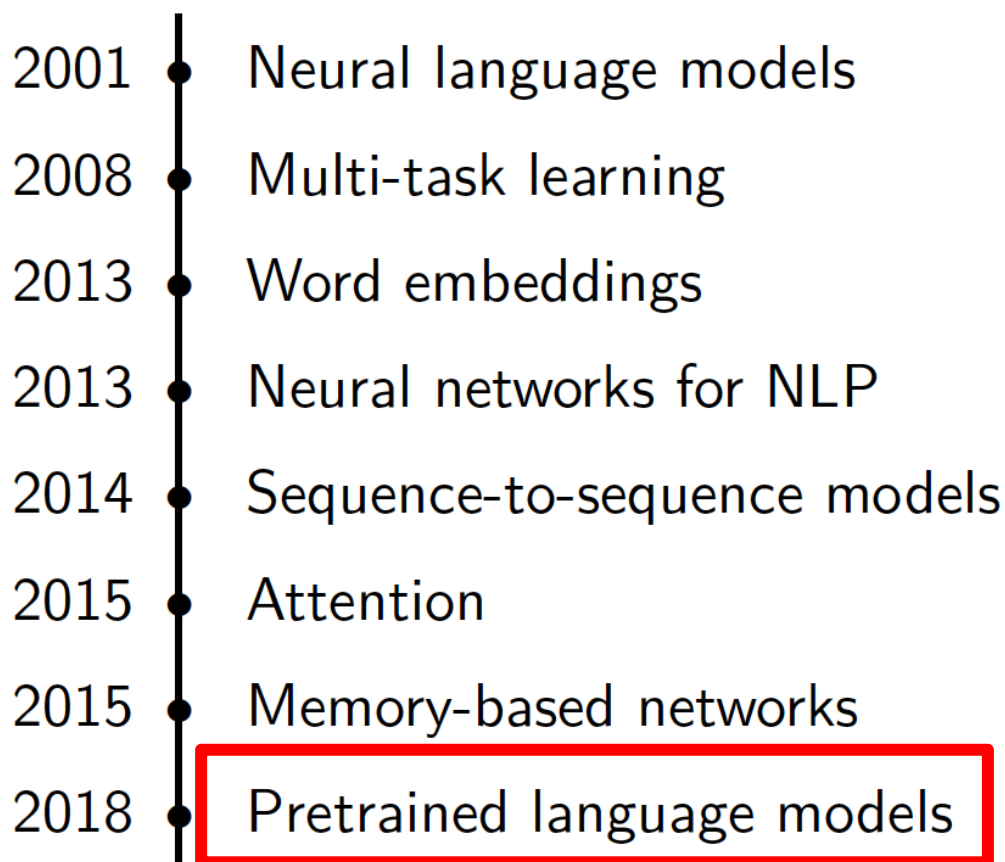 2001 Neural language models
2008 Multi-task learning
2013 Word embeddings
2013 Neural networks for NLP
2014 Sequence-to-sequence models
2015 Attention
2015 Memory-based networks
2018 Pretrained language models